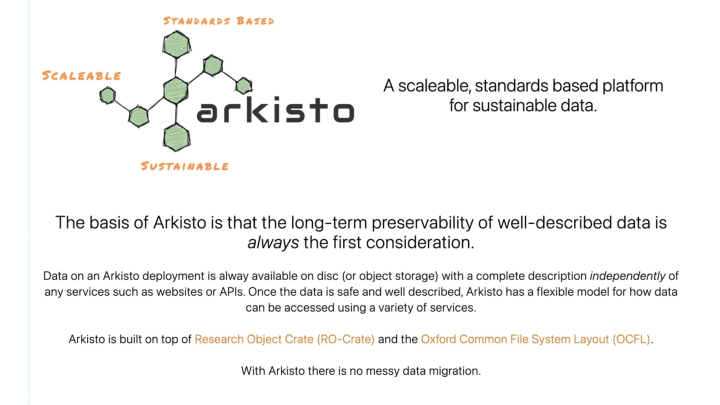 STANDARDS BASED
SCALEABLE
arkisto
SUSTAINABLE
A scaleable, standards based platform
for sustainable data.
The basis of Arkisto is that the long-term preservability of well-described data is
always the first consideration.
Data on an Arkisto deployment is alway available on disc (or object storage) with a complete description independently of
any services such as websites or APIs. Once the data is safe and well described, Arkisto has a flexible model for how data
can be accessed using a variety of services.
Arkisto is built on top of Research Object Crate (RO-Crate) and the Oxford Common File System Layout (OCFL).
With Arkisto there is no messy data migration.